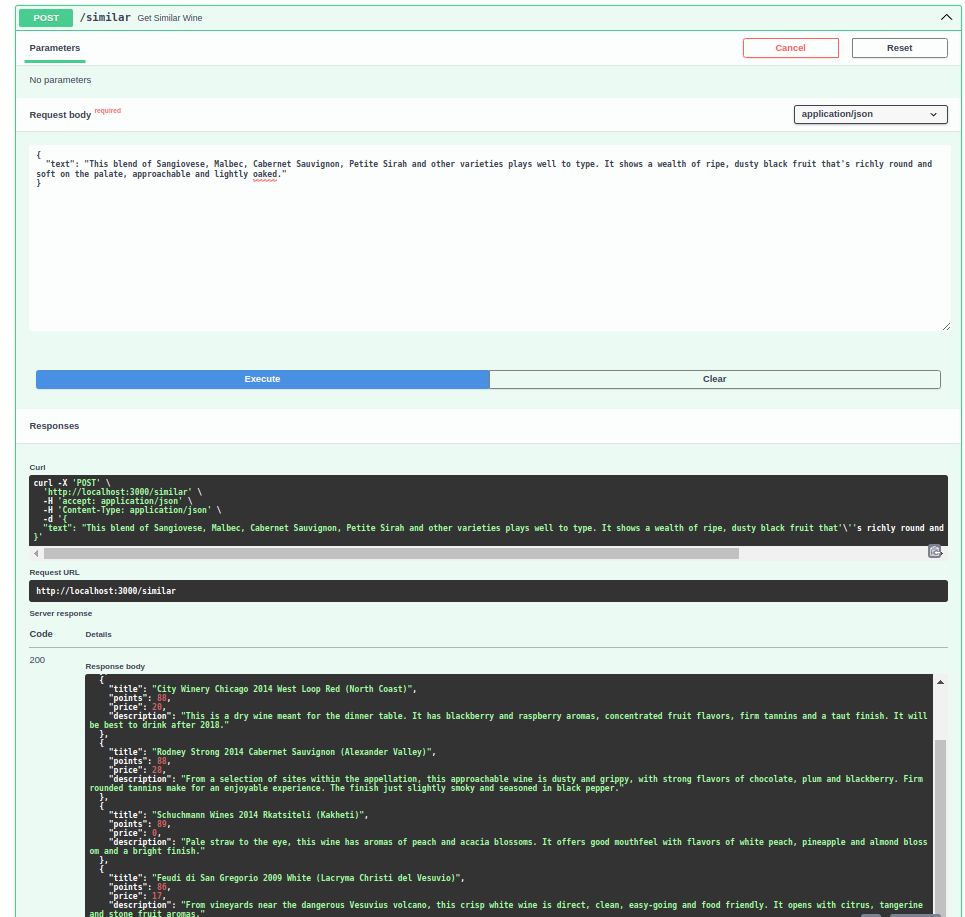 POST /similar Get Similar Wine
Parameters
Cancel
Reset
No parameters
Request body required
application/json
{
"text": "This blend of Sangiovese, Malbec, Cabernet Sauvignon, Petite Sirah and other varieties plays well to type. It shows a wealth of ripe, dusty black fruit that's richly round and
soft on the palate, approachable and lightly oaked."
}
Execute
Clear
Responses
Curl
curl -X 'POST' \
'http://localhost:3000/similar' \
-H 'accept: application/json' \
-H 'Content-Type: application/json' \
-d '{
"text": "This blend of Sangiovese, Malbec, Cabernet Sauvignon, Petite Sirah and other varieties plays well to type. It shows a wealth of ripe, dusty black fruit that'\''s richly round and
}'
Request URL
http://localhost:3000/similar
Server response
Code Details
200
Response body
{
"title": "City Winery Chicago 2014 West Loop Red (North Coast)",
"points": 88,
"price": 20,
"description": "This is a dry wine meant for the dinner table. It has blackberry and raspberry aromas, concentrated fruit flavors, firm tannins and a taut finish. It will
be best to drink after 2018."
},
{
"title": "Rodney Strong 2014 Cabernet Sauvignon (Alexander Valley)",
"points": 88,
"price": 28,
"description": "From a selection of sites within the appellation, this approachable wine is dusty and grippy, with strong flavors of chocolate, plum and blackberry. Firm
rounded tannins make for an enjoyable experience. The finish just slightly smoky and seasoned in black pepper."
},
{
"title": "Schuchmann Wines 2014 Rkatsiteli (Kakheti)",
"points": 89,
"price": 0,
"description": "Pale straw to the eye, this wine has aromas of peach and acacia blossoms. It offers good mouthfeel with flavors of white peach, pineapple and almond bloss
om and a bright finish."
},
{
"title": "Feudi di San Gregorio 2009 White (Lacryma Christi del Vesuvio)",
"points": 86,
"price": 17,
"description": "From vineyards near the dangerous Vesuvius volcano, this crisp white wine is direct, clean, easy-going and food friendly. It opens with citrus, tangerine
and stone fruit aromas."